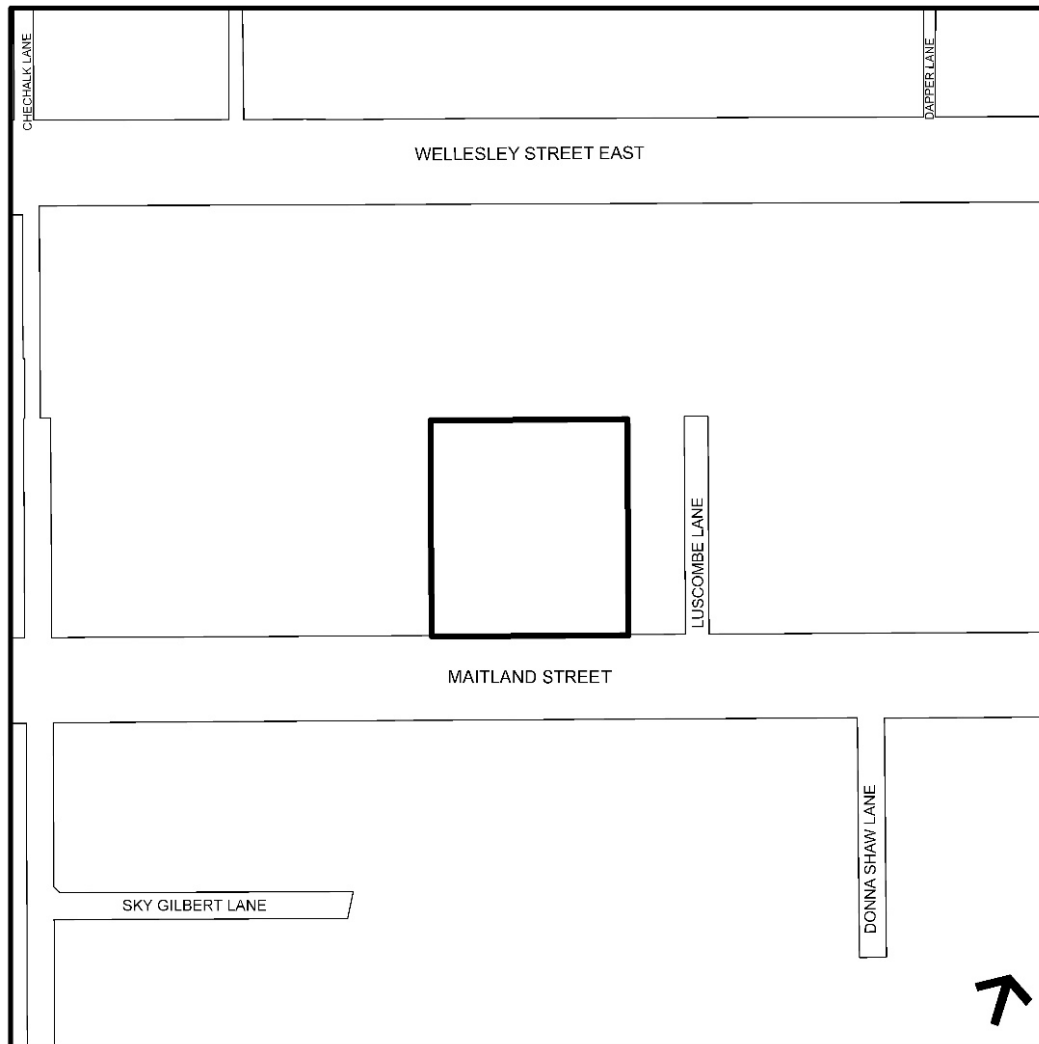 CHECHALK LANE
DAPPER LANE
WELLESLEY STREET EAST
LUSCOMBE LANE
MAITLAND STREET
DONNA SHAW LANE
SKY GILBERT LANE